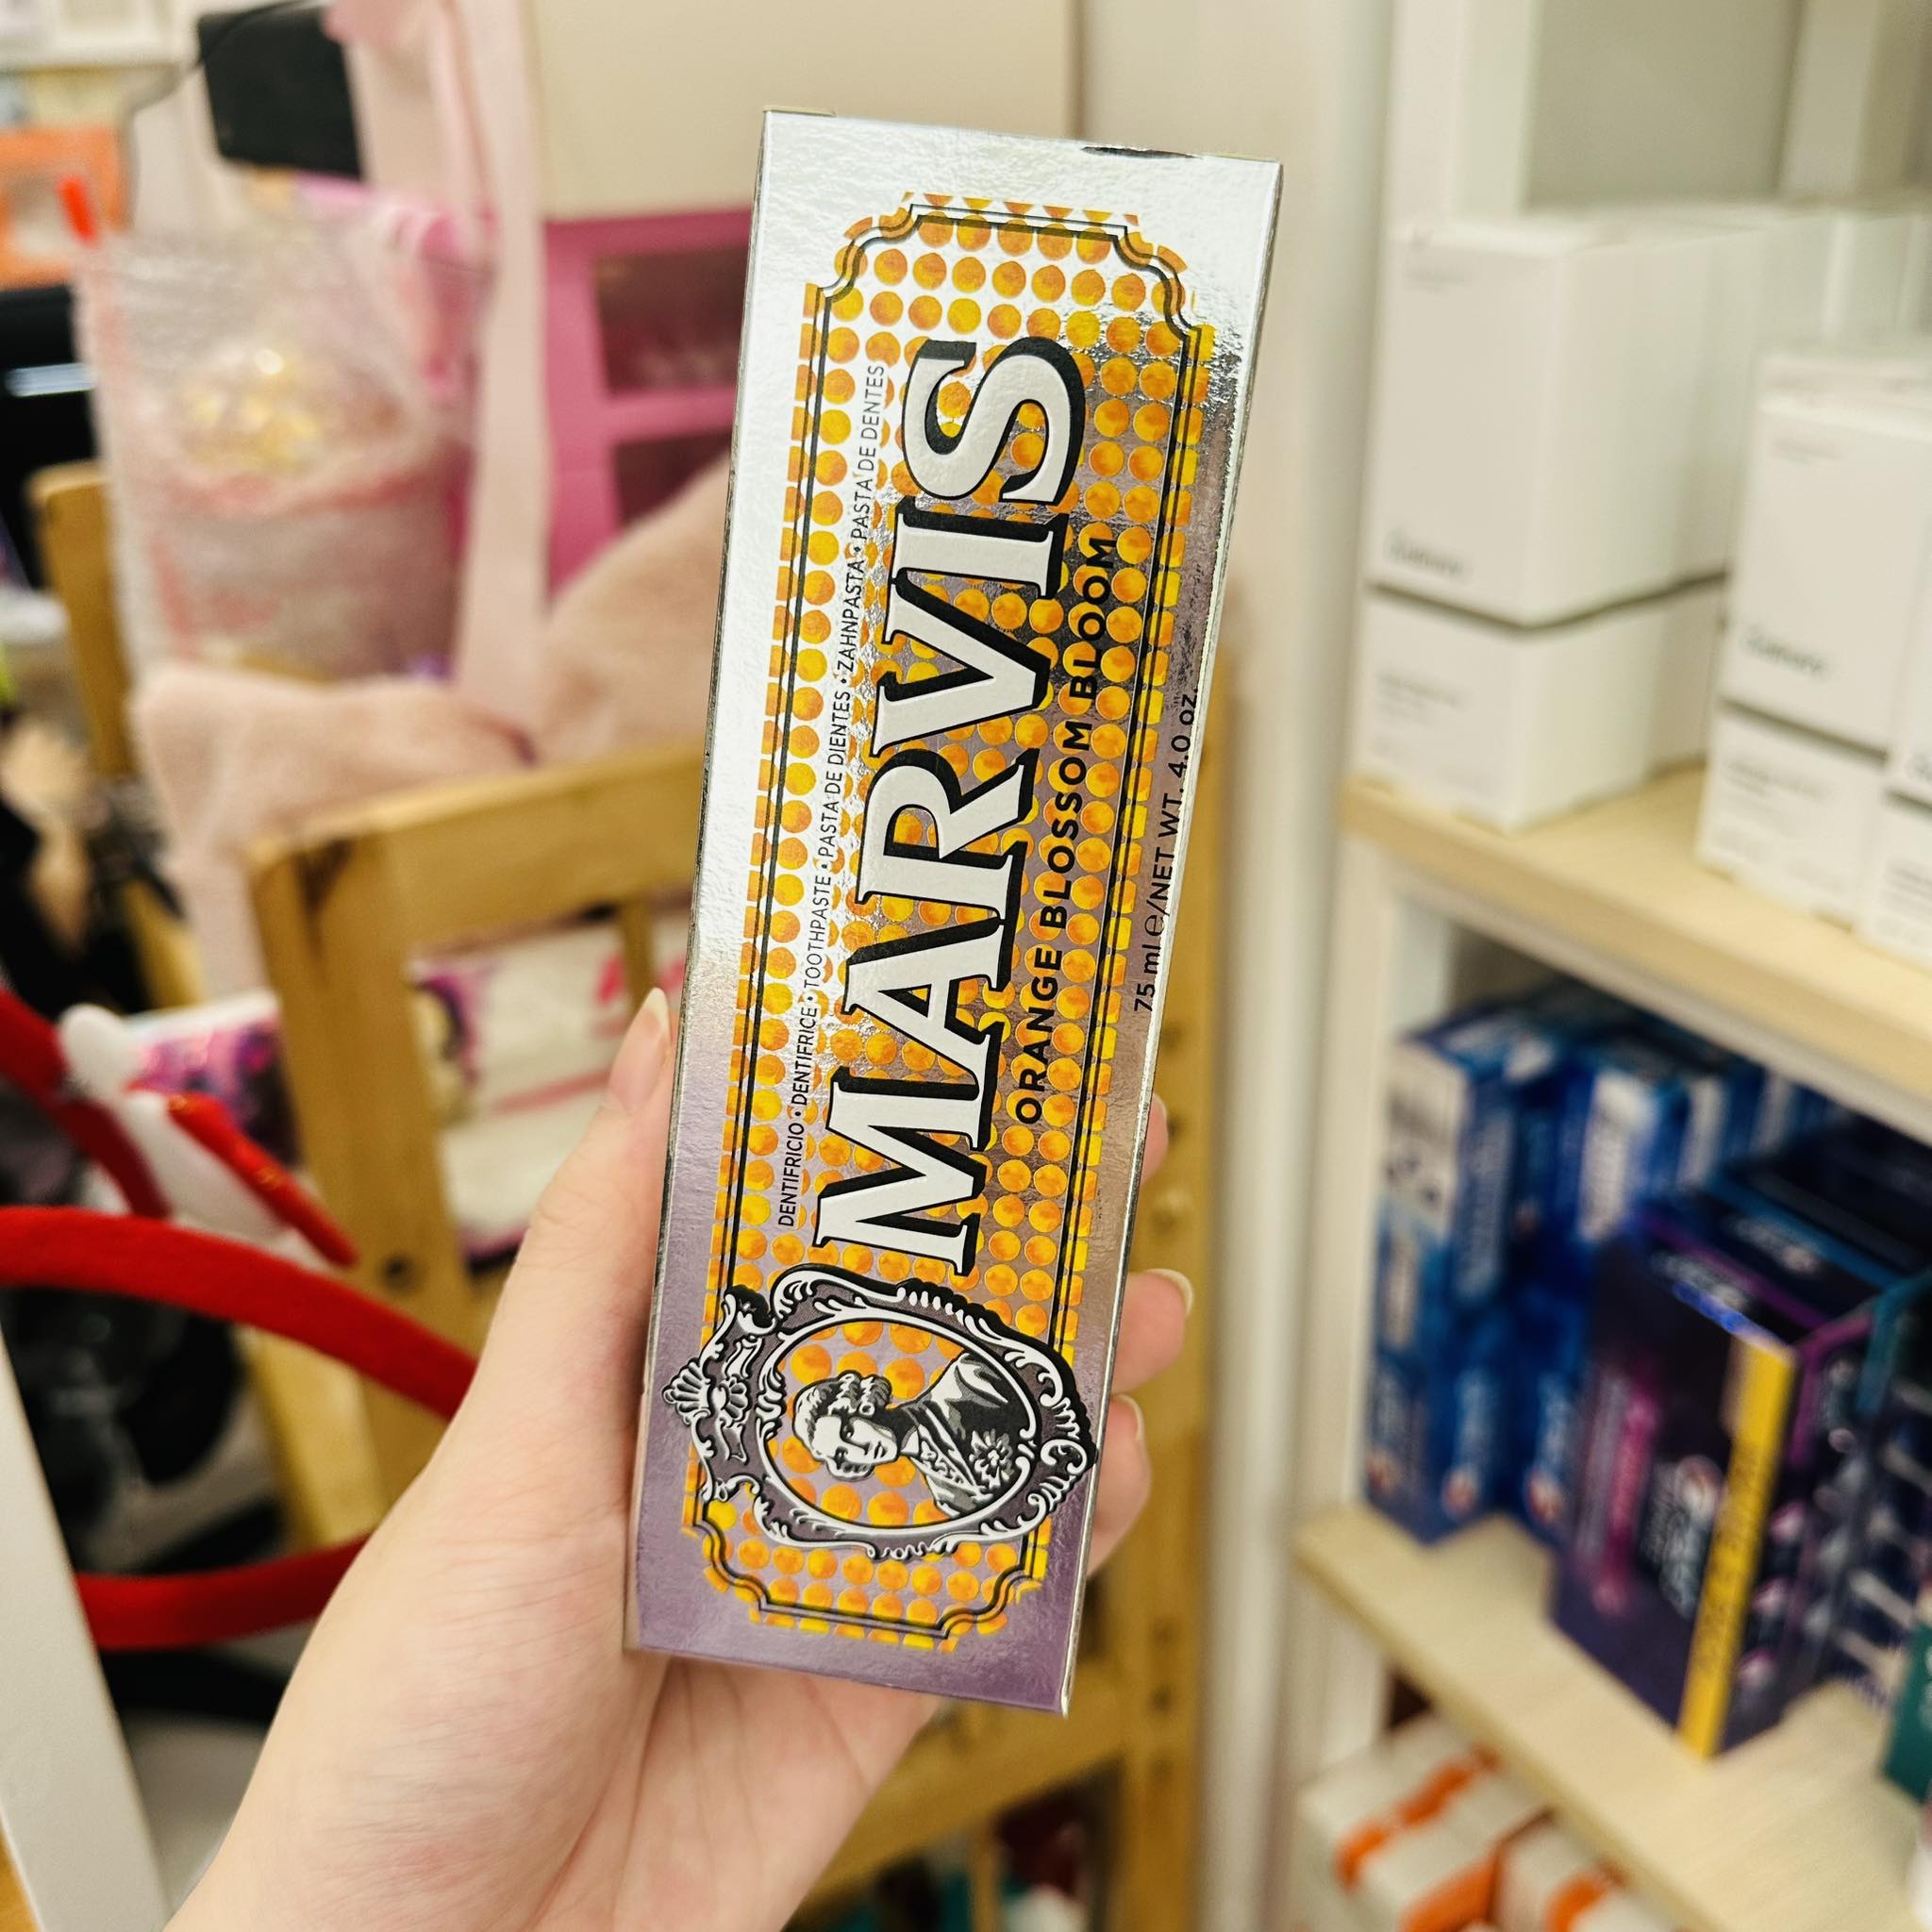 DENTIFRICIO • DENTIFRICE • TOOTHPASTE • PASTA DE DIENTES • ZAHNPASTA • PASTA DE DENTES
MARVIS
ORANGE BLOSSOM BLOOM
75 ml ℮/NET WT. 4.0 oz.